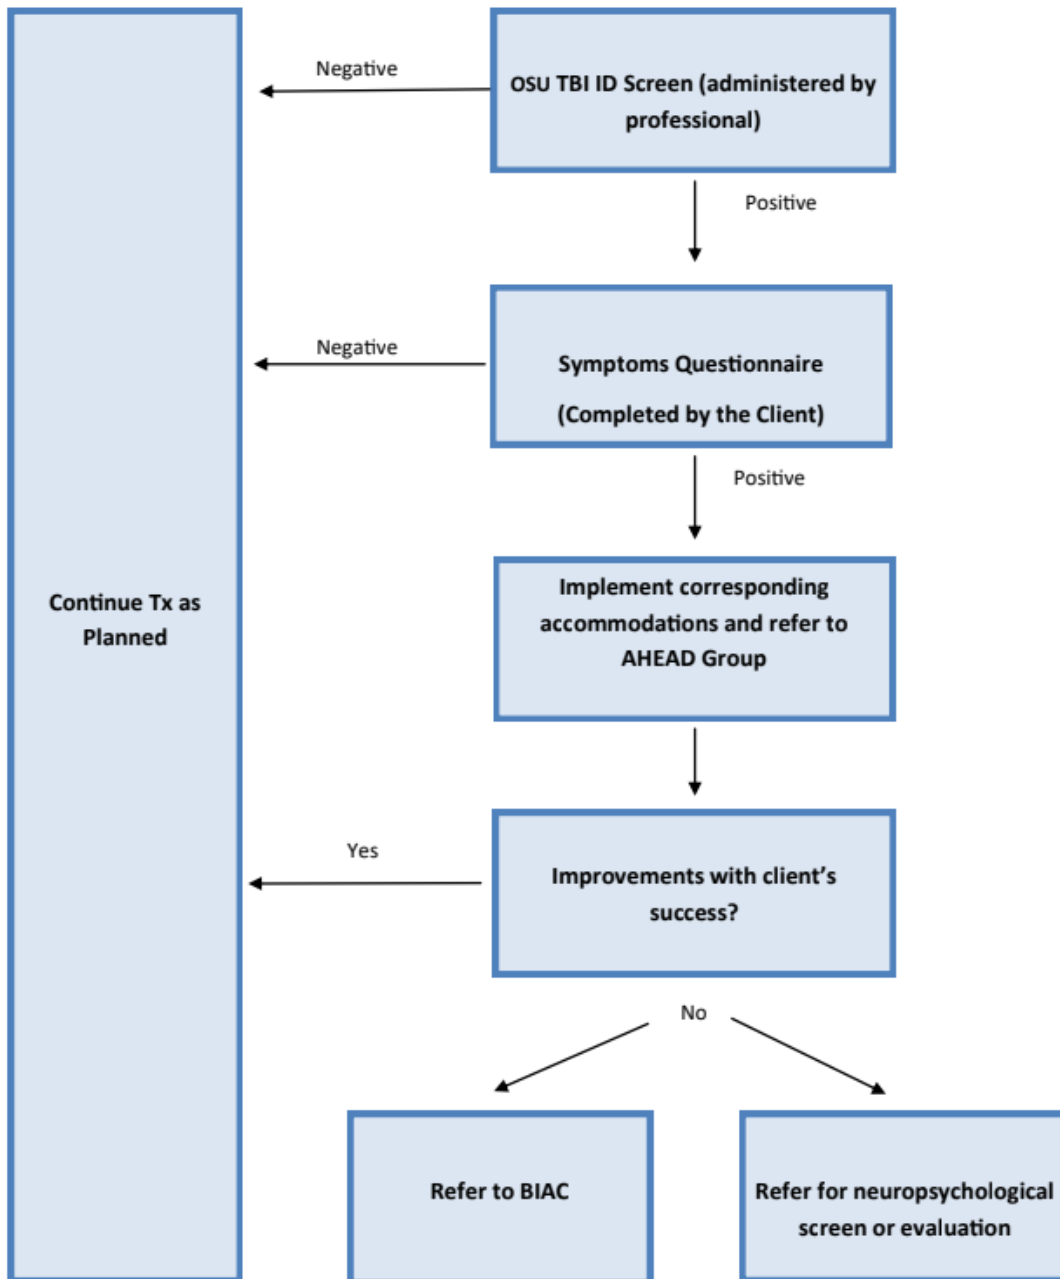 Negative
OSU TBI ID Screen (administered by
professional)
Positive
Negative
Symptoms Questionnaire
(Completed by the Client)
Positive
Continue Tx as
Planned
Implement corresponding
accommodations and refer to
AHEAD Group
Yes
Improvements with client's
success?
No
Refer to BIAC
Refer for neuropsychological
screen or evaluation